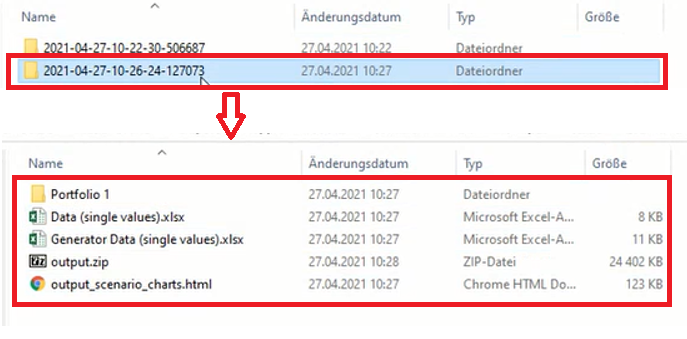 Name Änderungsdatum Typ Größe
2021-04-27-10-22-30-506687 27.04.2021 10:22 Dateiordner
2021-04-27-10-26-24-127073 27.04.2021 10:27 Dateiordner
Name Änderungsdatum Typ Größe
Portfolio 1 27.04.2021 10:27 Dateiordner
Data (single values).xlsx 27.04.2021 10:27 Microsoft Excel-A... 8 KB
Generator Data (single values).xlsx 27.04.2021 10:27 Microsoft Excel-A... 11 KB
output.zip 27.04.2021 10:28 ZIP-Datei 24 402 KB
output_scenario_charts.html 27.04.2021 10:27 Chrome HTML Do... 123 KB